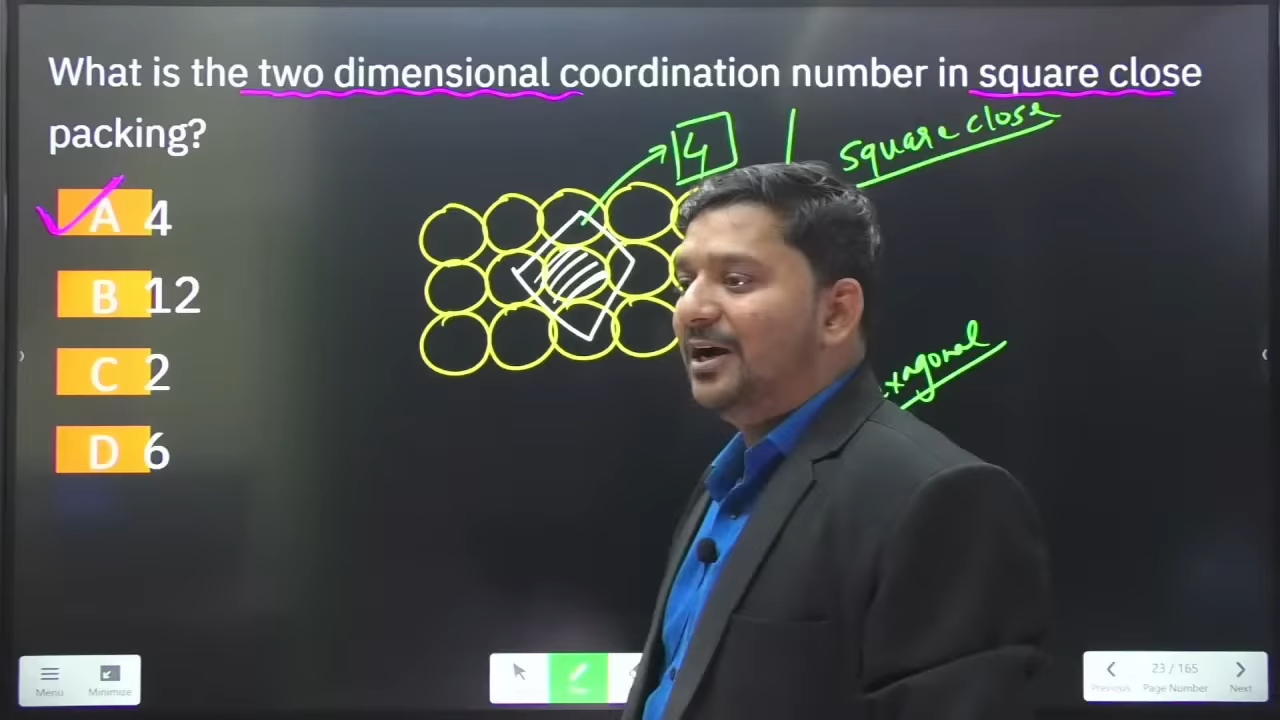 What is the two dimensional coordination number in square close
packing?
4
square close
A 4
B 12
C 2
D 6
xagonal
Menu
Minimize
23 / 165
Previous
Page Number
Next